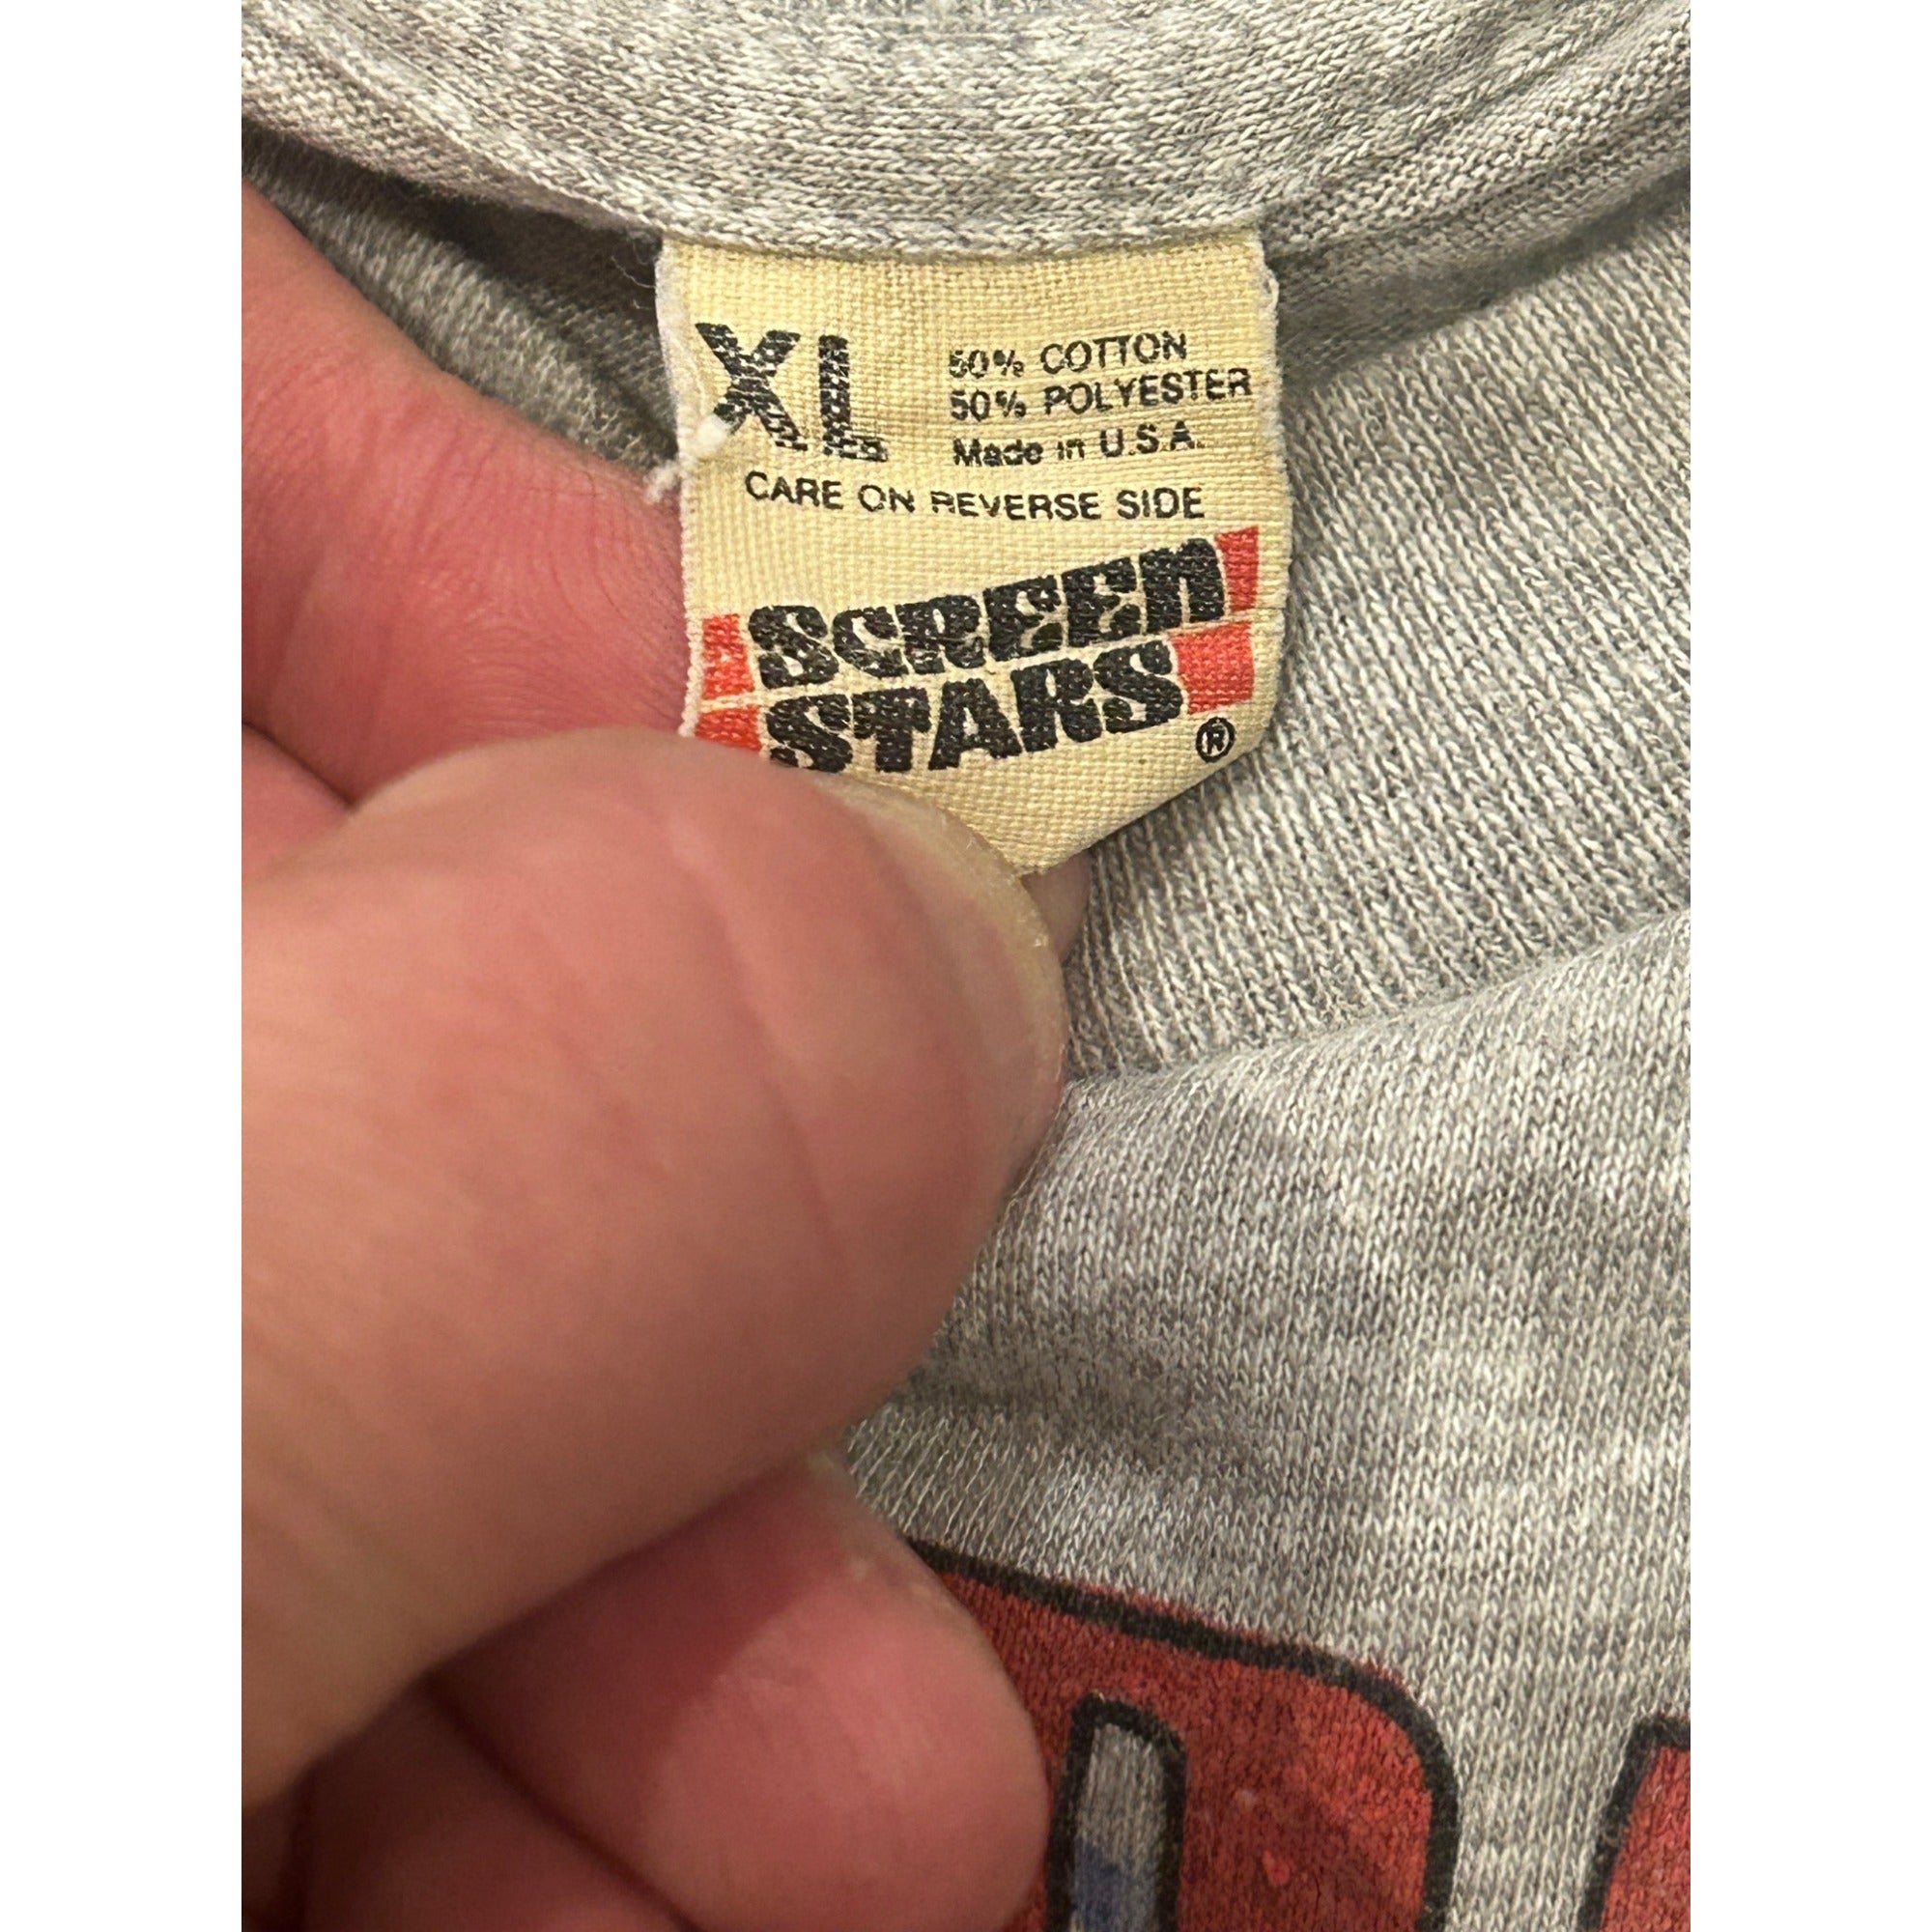 XL
50% COTTON
50% POLYESTER
Made in U.S.A.
CARE ON REVERSE SIDE
SCREEN
STARS
®